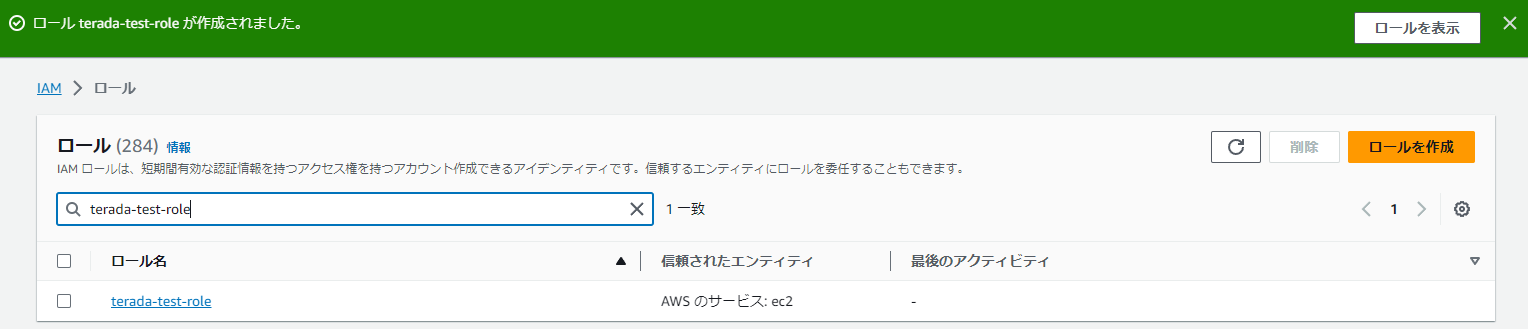 ロール terada-test-role が作成されました。
ロールを表示
IAM ロール
ロール (284) 情報
削除
ロールを作成
IAM ロールは、短期間有効な認証情報を持つアクセス権を持つアカウント作成できるアイデンティティです。信頼するエンティティにロールを委任することもできます。
terada-test-role 1 一致
1
ロール名 信頼されたエンティティ 最後のアクティビティ
terada-test-role AWS のサービス: ec2 -